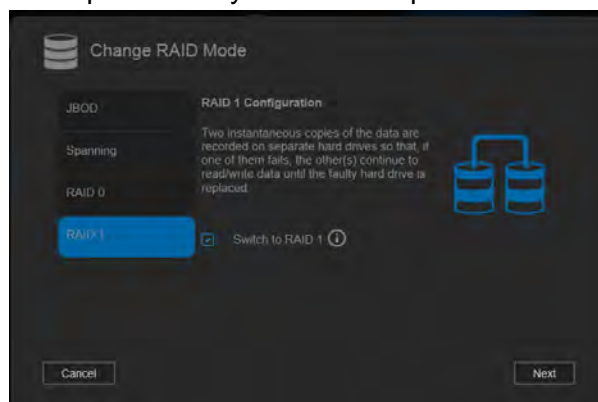 Change RAID Mode
JBOD
Spanning
RAID 0
RAID 1
RAID 1 Configuration
Two instantaneous copies of the data are
recorded on separate hard drives so that, if
one of them fails, the other(s) continue to
read/write data until the faulty hard drive is
replaced.
Switch to RAID 1
Cancel
Next